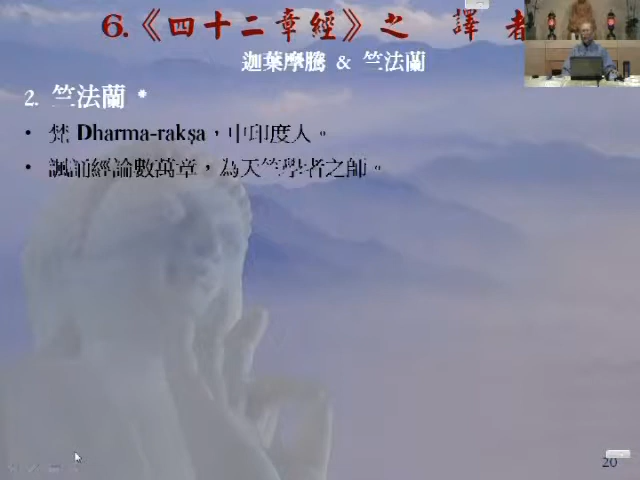 6.《四十二章經》之 譯 者
迦葉摩騰 & 竺法蘭
2. 竺法蘭 *
• 梵 Dharma-rakṣa，中印度人。
• 諷誦經論數萬章，為天竺學者之師。
20